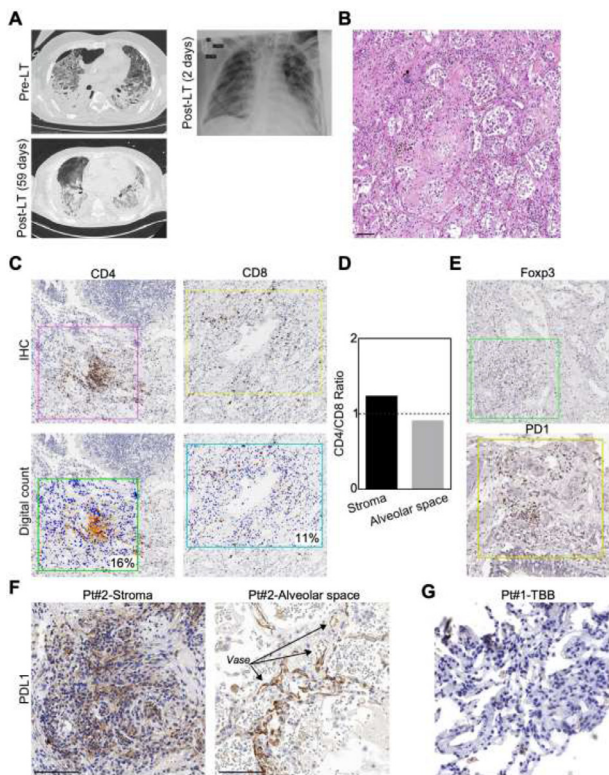 A
B
Pre-LT
Post-LT (2 days)
Post-LT (59 days)
C
D
E
CD4
CD8
Foxp3
IHC
CD4/CD8 Ratio
2
1
0
Stroma
Alveolar space
PD1
Digital count
16%
11%
F
G
Pt#2-Stroma
Pt#2-Alveolar space
Pt#1-TBB
PDL1
Vase